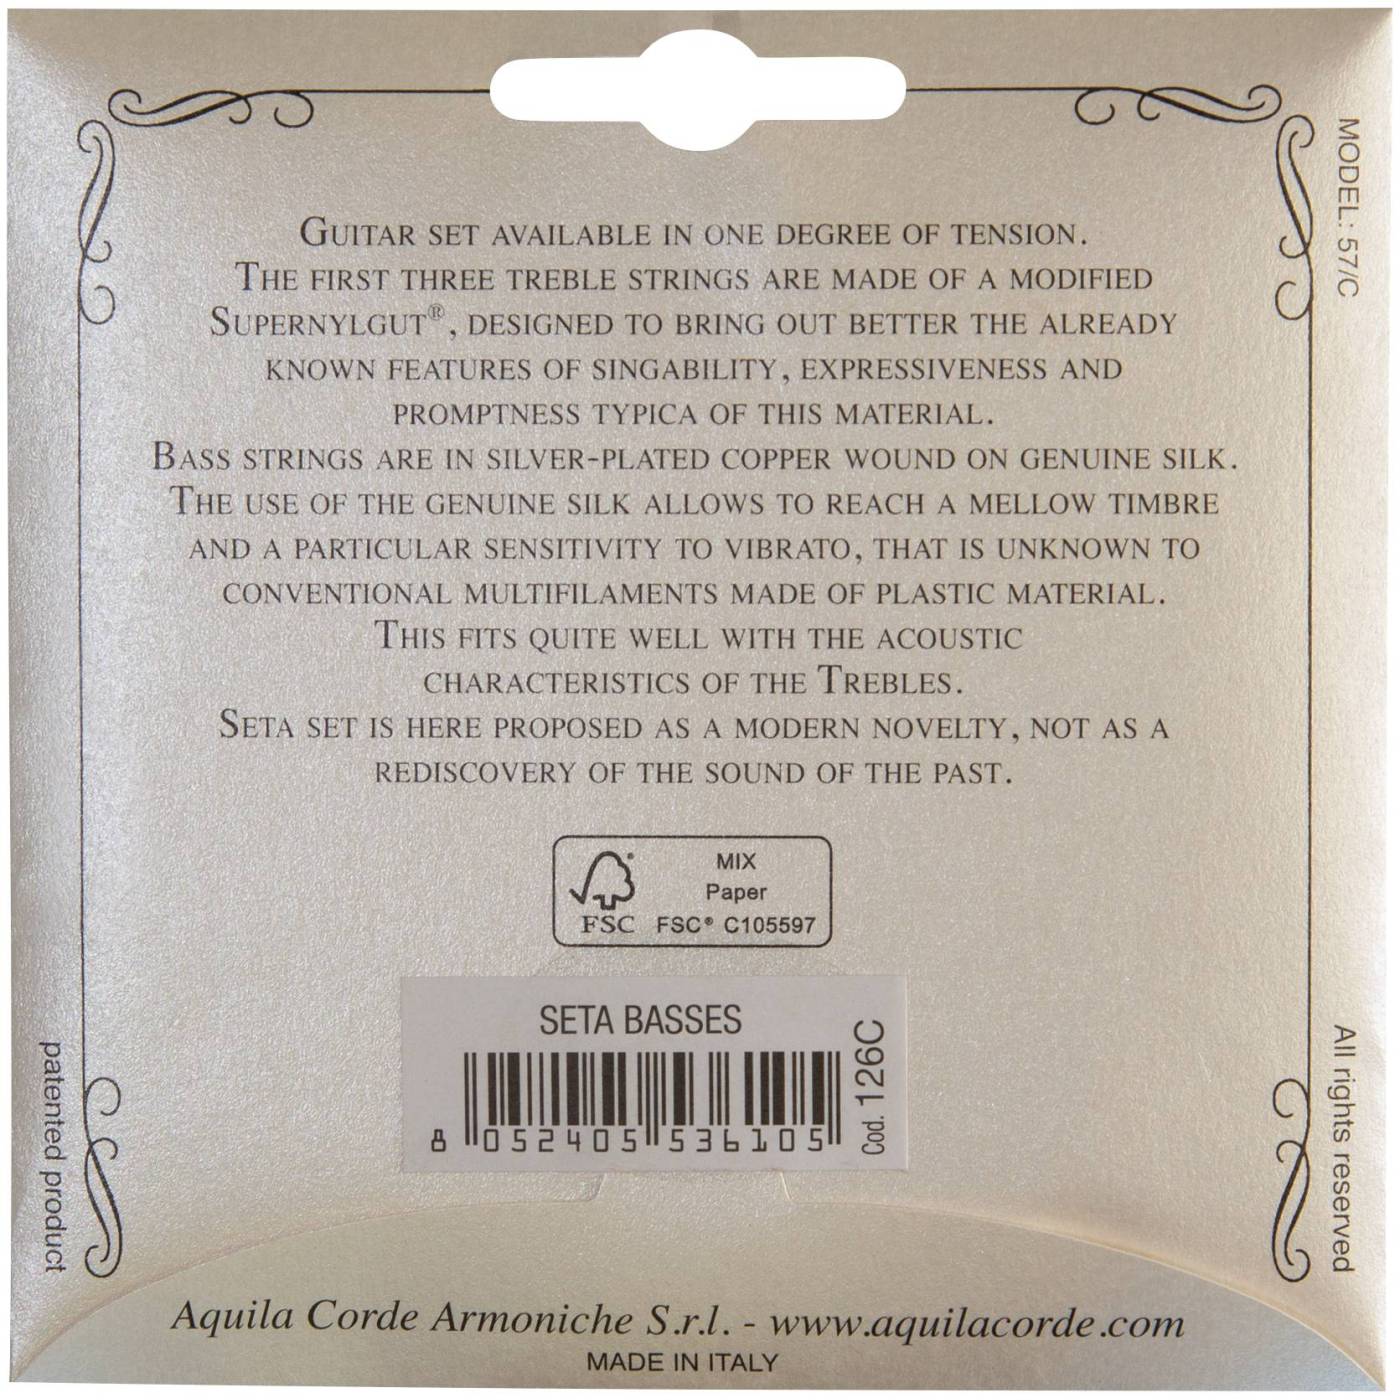 GUITAR SET AVAILABLE IN ONE DEGREE OF TENSION.
THE FIRST THREE TREBLE STRINGS ARE MADE OF A MODIFIED
SUPERNYLGUT®, DESIGNED TO BRING OUT BETTER THE ALREADY
KNOWN FEATURES OF SINGABILITY, EXPRESSIVENESS AND
PROMPTNESS TYPICA OF THIS MATERIAL.
BASS STRINGS ARE IN SILVER-PLATED COPPER WOUND ON GENUINE SILK.
THE USE OF THE GENUINE SILK ALLOWS TO REACH A MELLOW TIMBRE
AND A PARTICULAR SENSITIVITY TO VIBRATO, THAT IS UNKNOWN TO
CONVENTIONAL MULTIFILAMENTS MADE OF PLASTIC MATERIAL.
THIS FITS QUITE WELL WITH THE ACOUSTIC
CHARACTERISTICS OF THE TREBLES.
SETA SET IS HERE PROPOSED AS A MODERN NOVELTY, NOT AS A
REDISCOVERY OF THE SOUND OF THE PAST.
MODEL: 57/C
FSC
MIX
Paper
FSC® C105597
SETA BASSES
8 052405 536105
Cod. 126C
patented product
All rights reserved
Aquila Corde Armoniche S.r.l. - www.aquilacorde.com
MADE IN ITALY